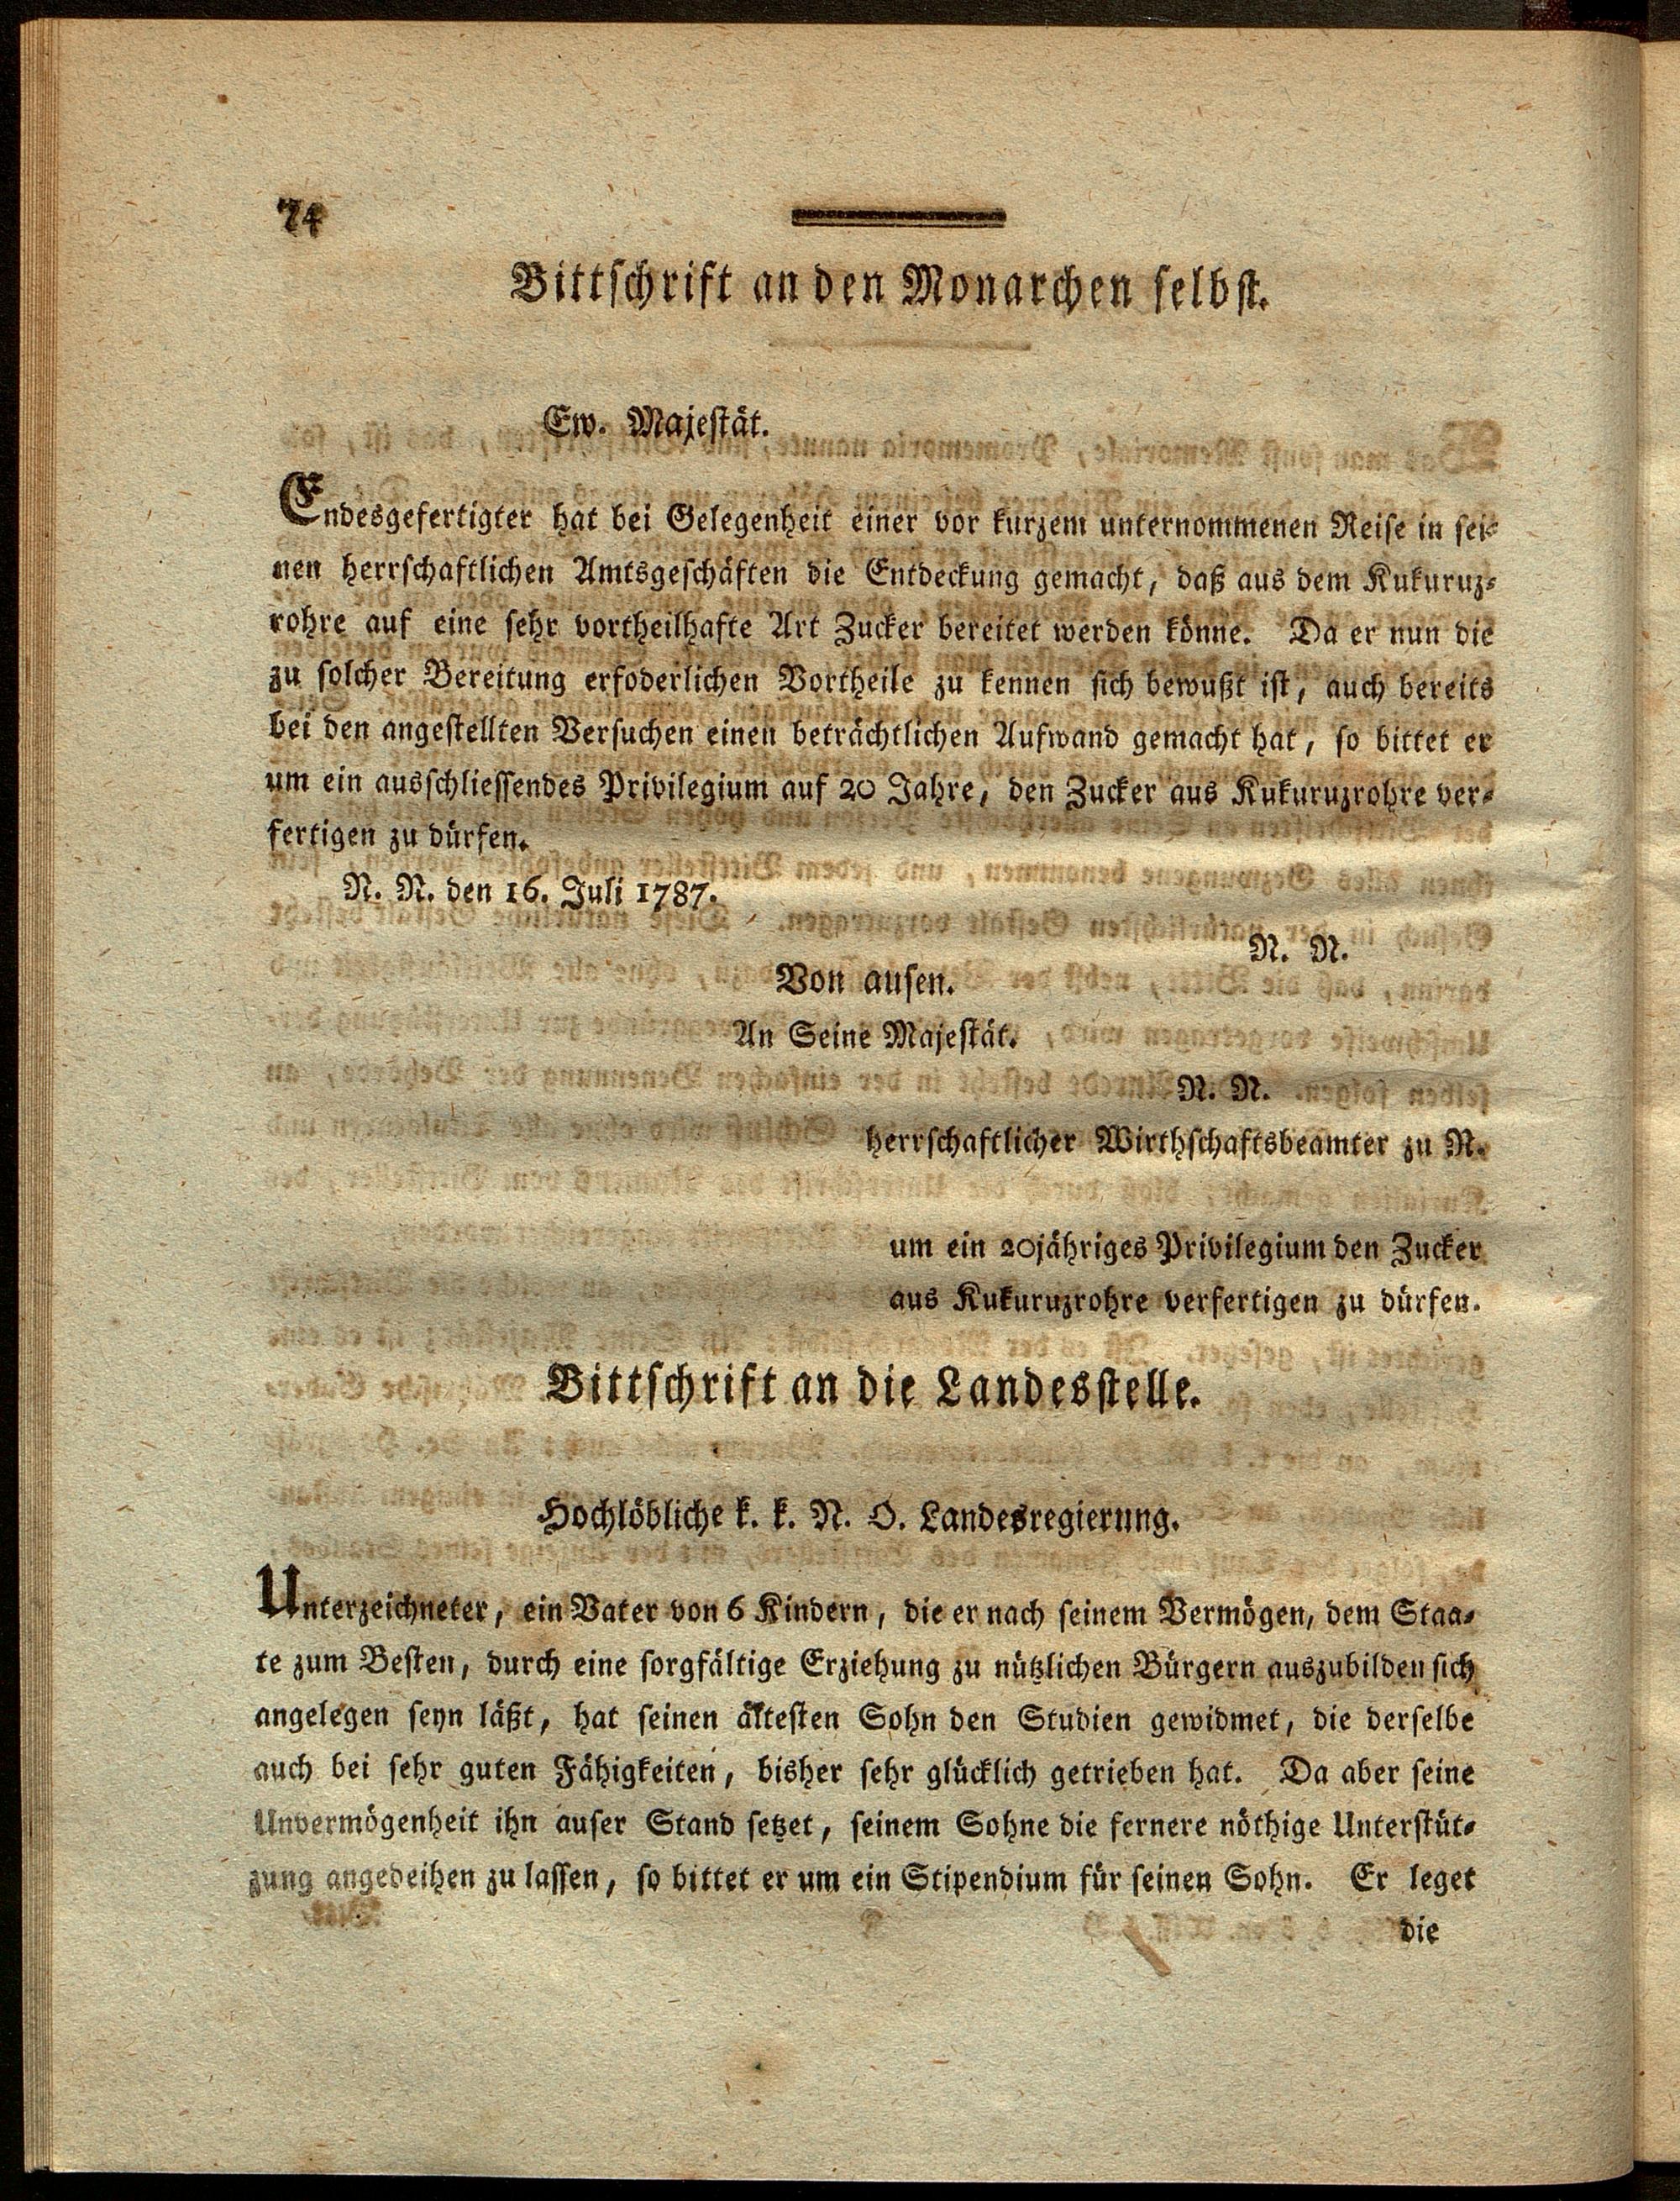 74
Bittschrift an den Monarchen selbst.
Ew. Majestät.
Endesgefertigter hat bei Gelegenheit einer vor kurzem unternommenen Reise in sei-
nen herrschaftlichen Amtsgeschäften die Entdeckung gemacht, daß aus dem Kukuruz-
rohre auf eine sehr vortheilhafte Art Zucker bereitet werden könne. Da er nun die
zu solcher Bereitung erfoderlichen Vortheile zu kennen sich bewußt ist, auch bereits
bei den angestellten Versuchen einen beträchtlichen Aufwand gemacht hat, so bittet er
um ein ausschliessendes Privilegium auf 20 Jahre, den Zucker aus Kukuruzrohre ver-
fertigen zu dürfen.
N. N. den 16. Juli 1787.
N. N.
Von ausen.
An Seine Majestät.
N. N.
herrschaftlicher Wirthschaftsbeamter zu N.
um ein 20jähriges Privilegium den Zucker
aus Kukuruzrohre verfertigen zu dürfen.
Bittschrift an die Landesstelle.
Hochlöbliche k. k. N. O. Landesregierung.
Unterzeichneter, ein Vater von 6 Kindern, die er nach seinem Vermögen, dem Staa-
te zum Besten, durch eine sorgfältige Erziehung zu nützlichen Bürgern auszubilden sich
angelegen seyn läßt, hat seinen ältesten Sohn den Studien gewidmet, die derselbe
auch bei sehr guten Fähigkeiten, bisher sehr glücklich getrieben hat. Da aber seine
Unvermögenheit ihn auser Stand setzet, seinem Sohne die fernere nöthige Unterstüt-
zung angedeihen zu lassen, so bittet er um ein Stipendium für seinen Sohn. Er leget
die